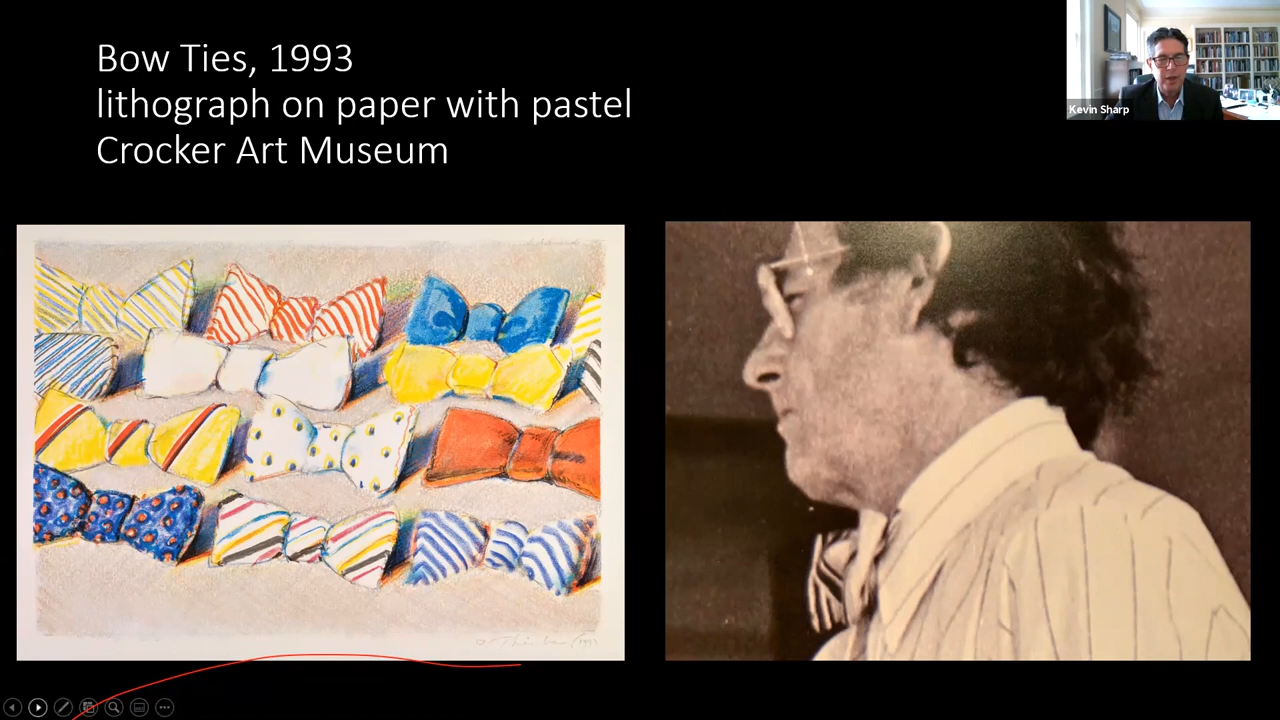 Bow Ties, 1993
lithograph on paper with pastel
Crocker Art Museum
Kevin Sharp